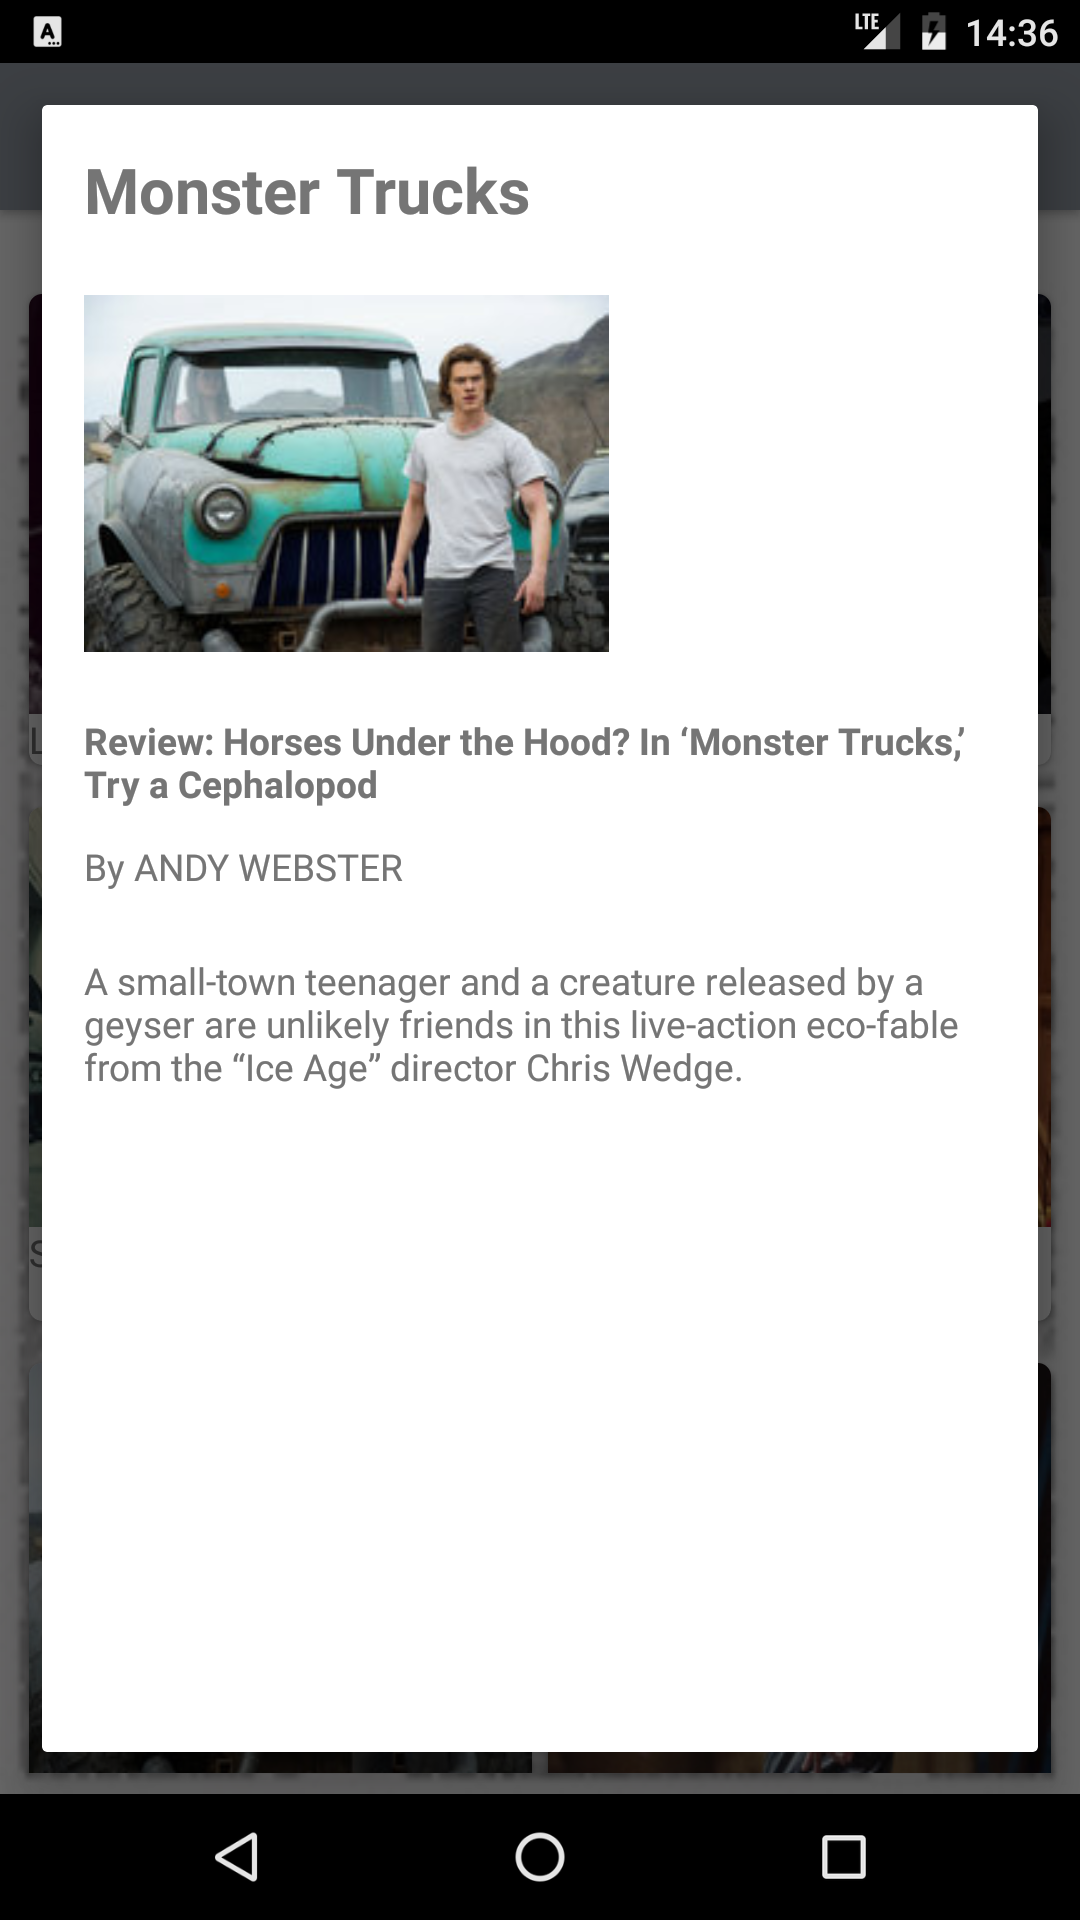 LTE 14:36
Monster Trucks
Review: Horses Under the Hood? In ‘Monster Trucks,’
Try a Cephalopod
By ANDY WEBSTER
A small-town teenager and a creature released by a
geyser are unlikely friends in this live-action eco-fable
from the “Ice Age” director Chris Wedge.